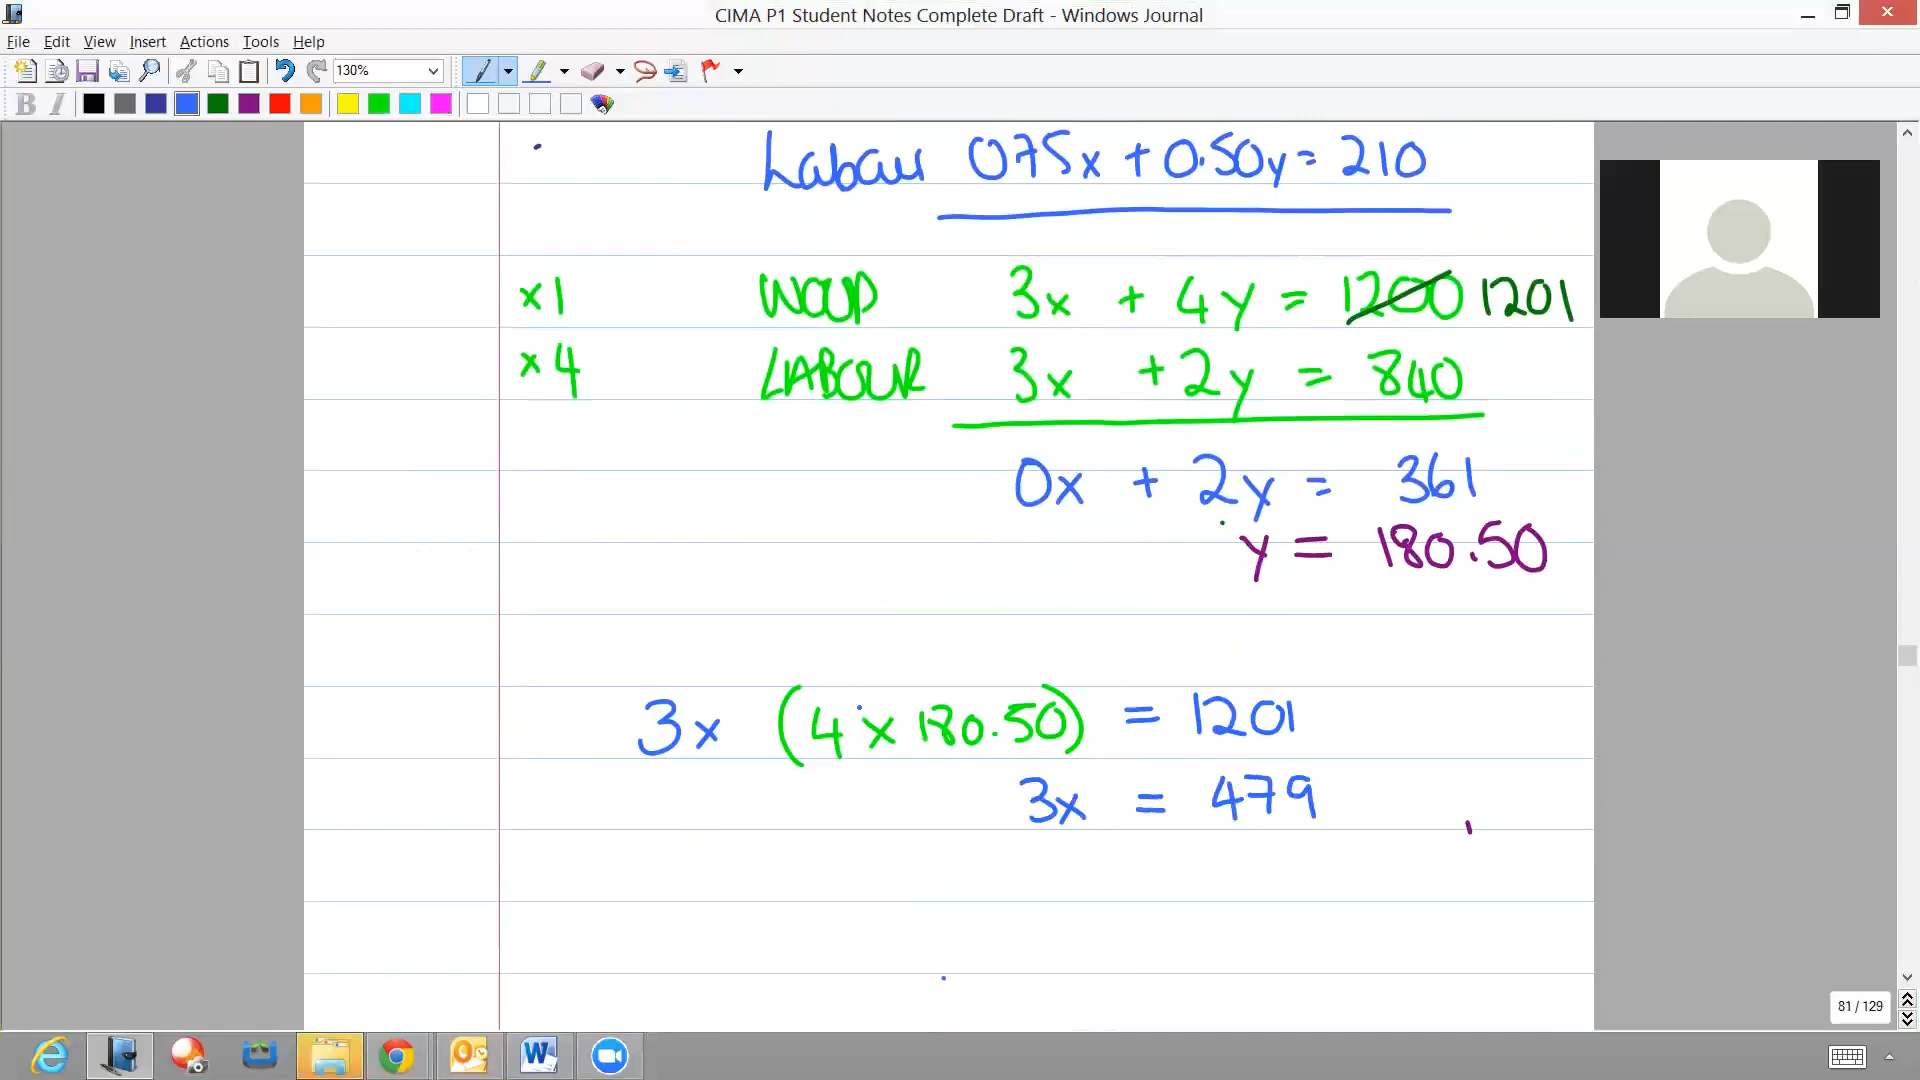 CIMA P1 Student Notes Complete Draft - Windows Journal
File Edit View Insert Actions Tools Help
130%
B I
Labour 075x + 0.50y = 210
x1 WOOD 3x + 4y = 1200 1201
x4 LABOUR 3x + 2y = 840
0x + 2y = 361
y = 180.50
3x (4 x 180.50) = 1201
3x = 479
81 / 129